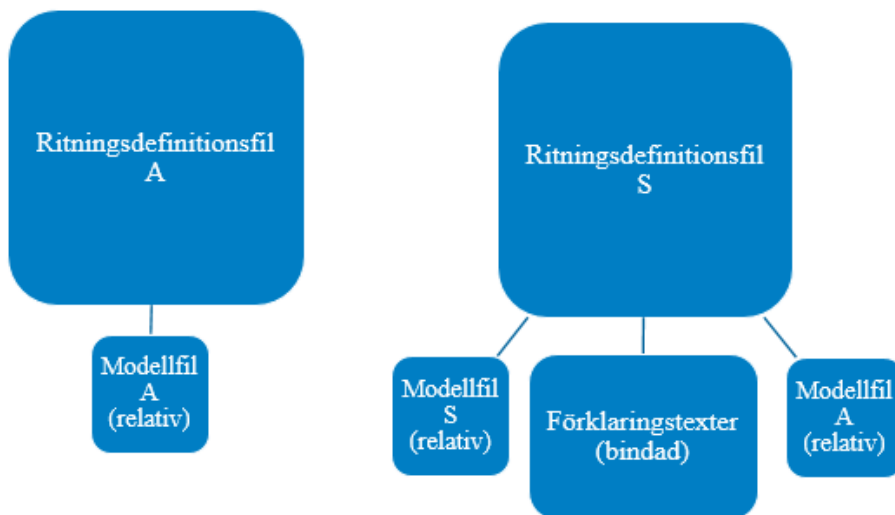 Ritningsdefinitionsfil
A
Modellfil
A
(relativ)
Ritningsdefinitionsfil
S
Modellfil
S
(relativ)
Förklaringstexter
(bindad)
Modellfil
A
(relativ)